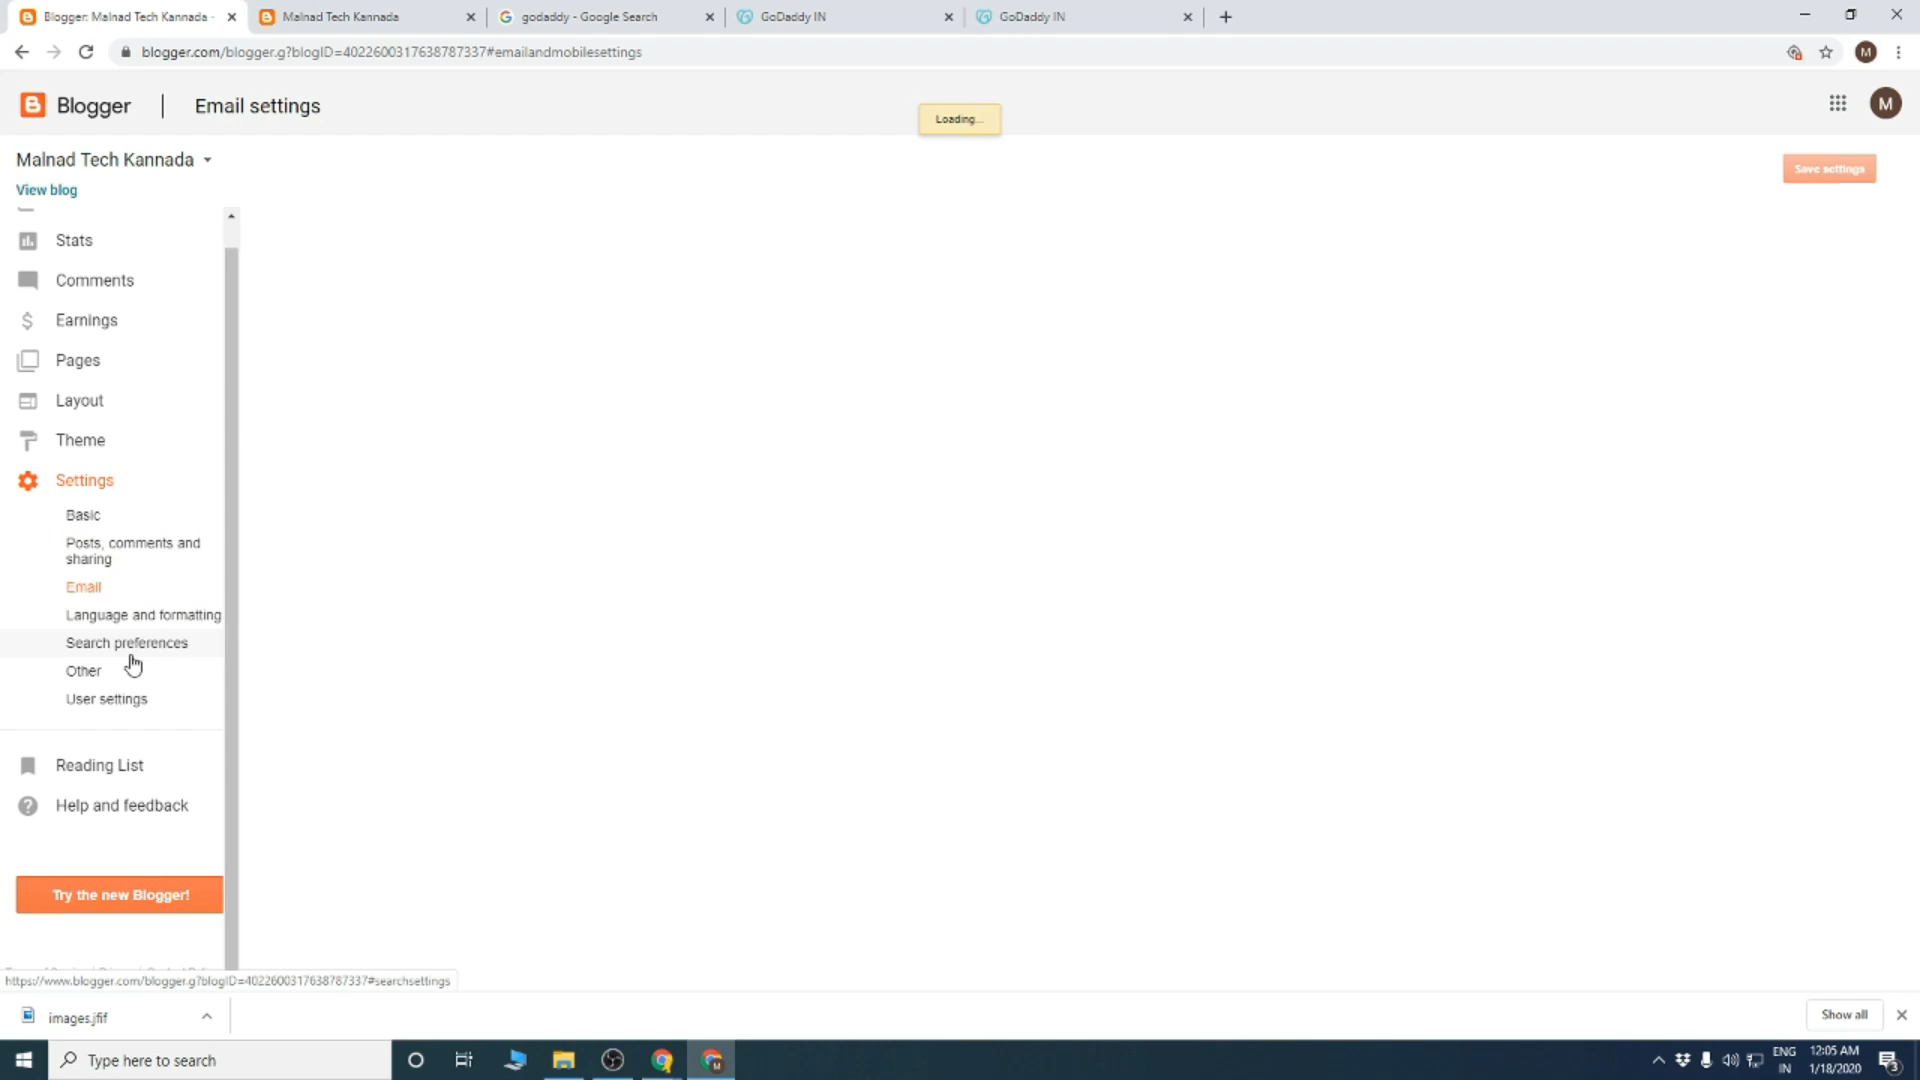 Blogger: Malnad Tech Kannada -
Malnad Tech Kannada
godaddy - Google Search
GoDaddy IN
GoDaddy IN
blogger.com/blogger.g?blogID=4022600317638787337#emailandmobilesettings
M
Blogger
Email settings
Loading...
M
Malnad Tech Kannada
Save settings
View blog
Stats
Comments
Earnings
Pages
Layout
Theme
Settings
Basic
Posts, comments and
sharing
Email
Language and formatting
Search preferences
Other
User settings
Reading List
Help and feedback
Try the new Blogger!
https://www.blogger.com/blogger.g?blogID=4022600317638787337#searchsettings
images.jfif
Show all
Type here to search
ENG
IN
12:05 AM
1/18/2020
3